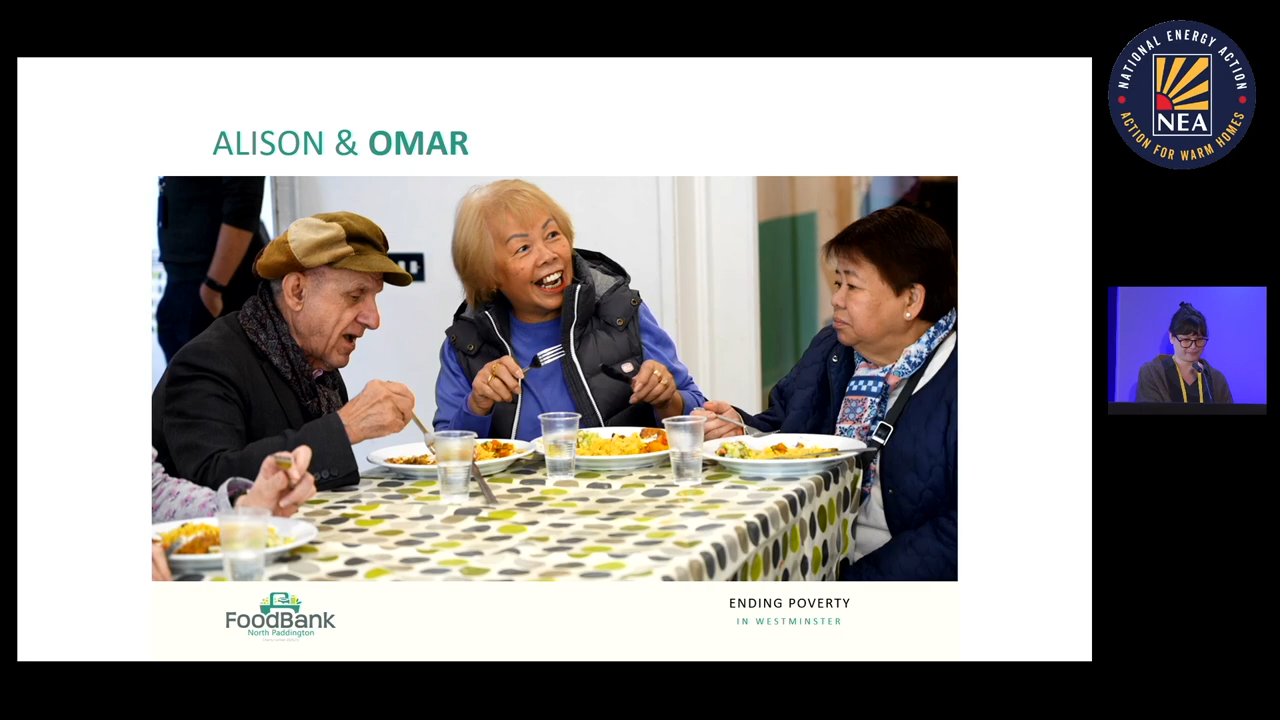 ALISON & OMAR
FoodBank
North Paddington
ENDING POVERTY
IN WESTMINSTER
NATIONAL ENERGY ACTION
NEA
ACTION FOR WARM HOMES